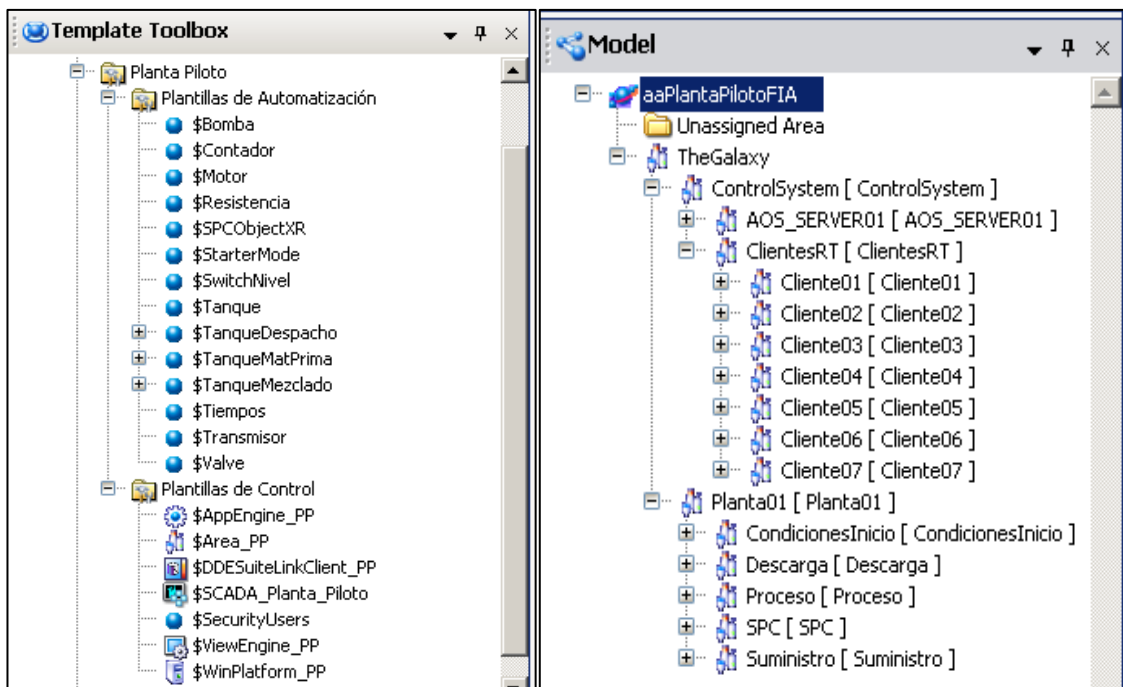 Template Toolbox
Planta Piloto
Plantillas de Automatización
$Bomba
$Contador
$Motor
$Resistencia
$SPCObjectXR
$StarterMode
$SwitchNivel
$Tanque
$TanqueDespacho
$TanqueMatPrima
$TanqueMezclado
$Tiempos
$Transmisor
$Valve
Plantillas de Control
$AppEngine_PP
$Area_PP
$DDESuiteLinkClient_PP
$SCADA_Planta_Piloto
$SecurityUsers
$ViewEngine_PP
$WinPlatform_PP
Model
aaPlantaPilotoFIA
Unassigned Area
TheGalaxy
ControlSystem [ ControlSystem ]
AOS_SERVER01 [ AOS_SERVER01 ]
ClientesRT [ ClientesRT ]
Cliente01 [ Cliente01 ]
Cliente02 [ Cliente02 ]
Cliente03 [ Cliente03 ]
Cliente04 [ Cliente04 ]
Cliente05 [ Cliente05 ]
Cliente06 [ Cliente06 ]
Cliente07 [ Cliente07 ]
Planta01 [ Planta01 ]
CondicionesInicio [ CondicionesInicio ]
Descarga [ Descarga ]
Proceso [ Proceso ]
SPC [ SPC ]
Suministro [ Suministro ]